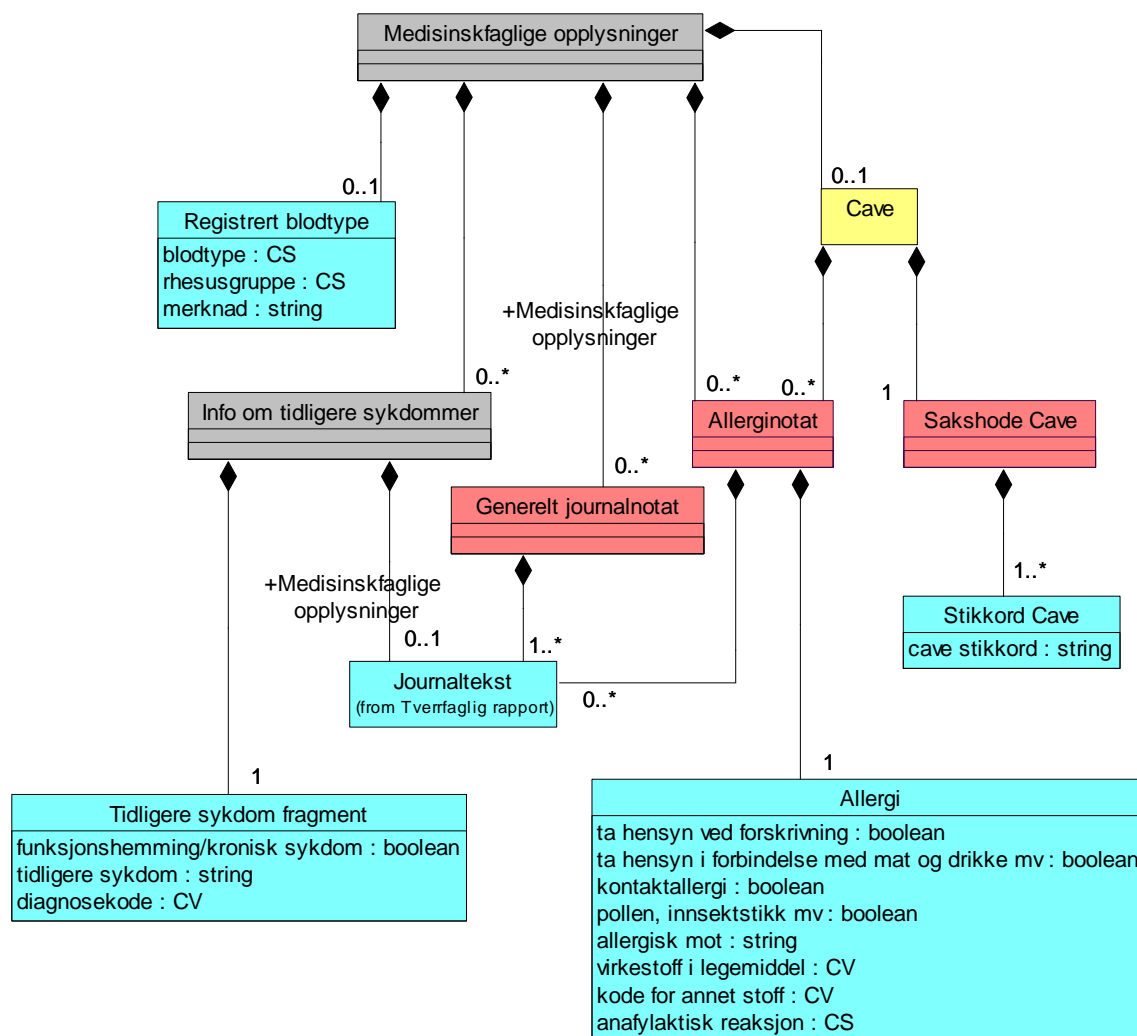 Medisinskfaglige opplysninger
0..1
0..1
Registrert blodtype
blodtype : CS
rhesusgruppe : CS
merknad : string
Cave
+Medisinskfaglige
opplysninger
0..*
0..*
0..*
1
Info om tidligere sykdommer
Allerginotat
Sakshode Cave
0..*
Generelt journalnotat
+Medisinskfaglige
opplysninger
1..*
0..1
1..*
Stikkord Cave
cave stikkord : string
Journaltekst
(from Tverrfaglig rapport)
0..*
1
1
Tidligere sykdom fragment
funksjonshemming/kronisk sykdom : boolean
tidligere sykdom : string
diagnosekode : CV
Allergi
ta hensyn ved forskrivning : boolean
ta hensyn i forbindelse med mat og drikke mv : boolean
kontaktallergi : boolean
pollen, innsektstikk mv : boolean
allergisk mot : string
virkestoff i legemiddel : CV
kode for annet stoff : CV
anafylaktisk reaksjon : CS